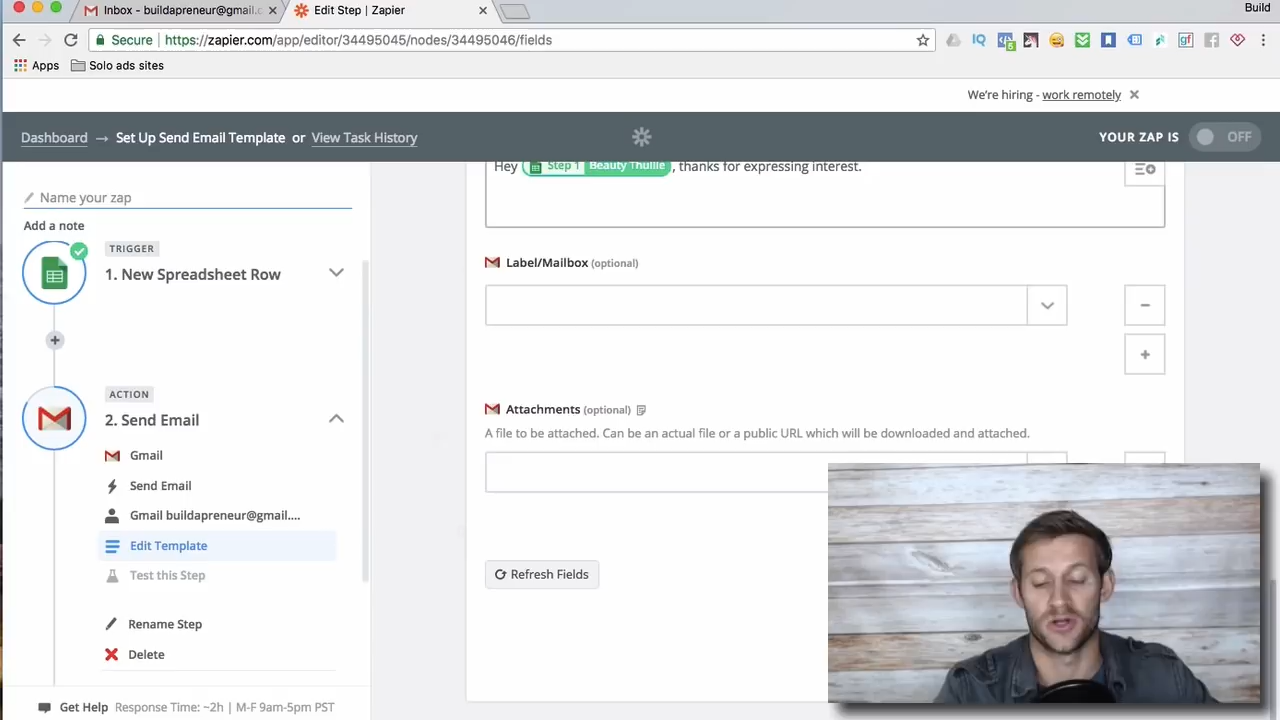 Inbox - buildapreneur@gmail.c
Edit Step | Zapier
Build
Secure
https://zapier.com/app/editor/34495045/nodes/34495046/fields
Apps
Solo ads sites
We're hiring - work remotely
Dashboard → Set Up Send Email Template or View Task History
YOUR ZAP IS
OFF
Name your zap
Add a note
TRIGGER
1. New Spreadsheet Row
ACTION
2. Send Email
Gmail
Send Email
Gmail buildapreneur@gmail....
Edit Template
Test this Step
Rename Step
Delete
Get Help Response Time: ~2h | M-F 9am-5pm PST
Hey Step 1 Beauty Thuille, thanks for expressing interest.
Label/Mailbox (optional)
Attachments (optional)
A file to be attached. Can be an actual file or a public URL which will be downloaded and attached.
Refresh Fields